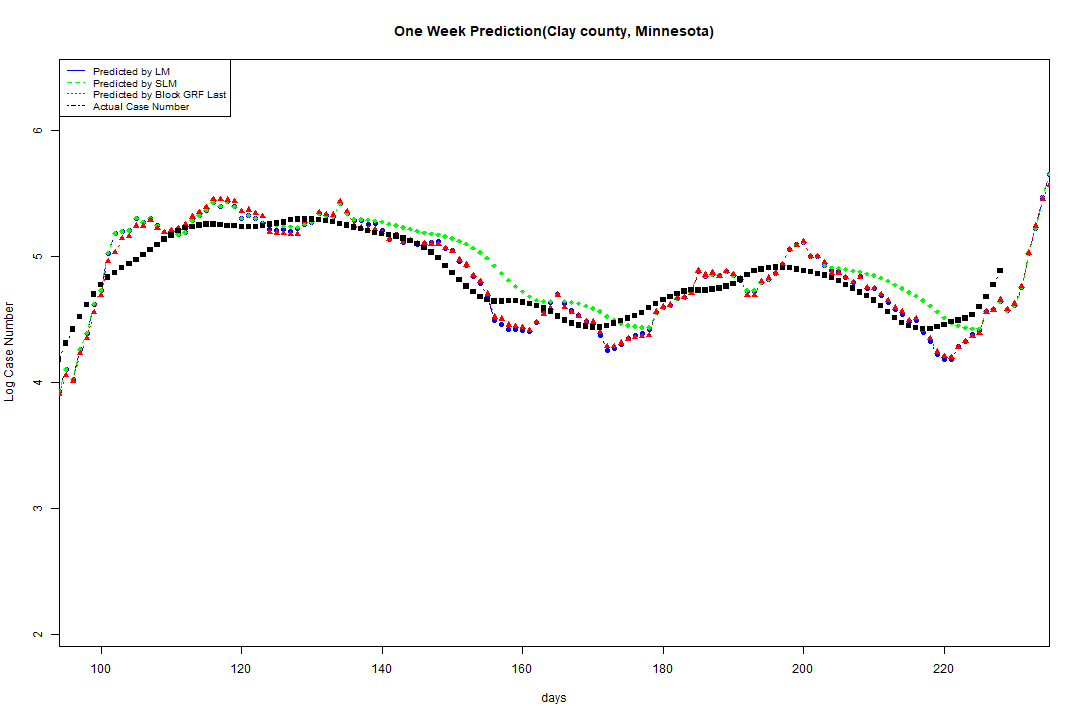 One Week Prediction(Clay county, Minnesota)
Predicted by LM
Predicted by SLM
Predicted by Block GRF Last
Actual Case Number
6
5
4
3
2
Log Case Number
100 120 140 160 180 200 220
days